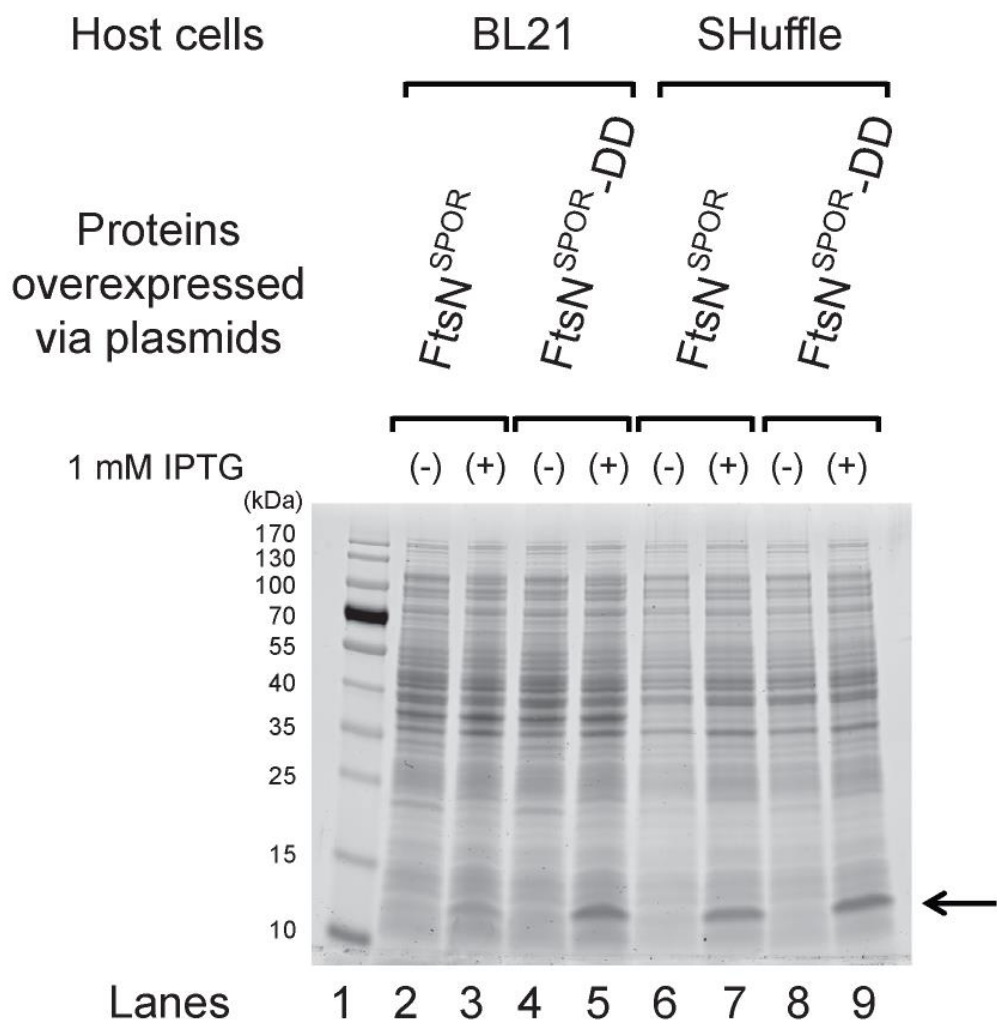 Host cells BL21 SHuffle
Proteins
overexpressed
via plasmids
FtsN^SPOR FtsN^SPOR-DD FtsN^SPOR FtsN^SPOR-DD
1 mM IPTG (-) (+) (-) (+) (-) (+) (-) (+)
(kDa)
170
130
100
70
55
40
35
25
15
10
Lanes 1 2 3 4 5 6 7 8 9